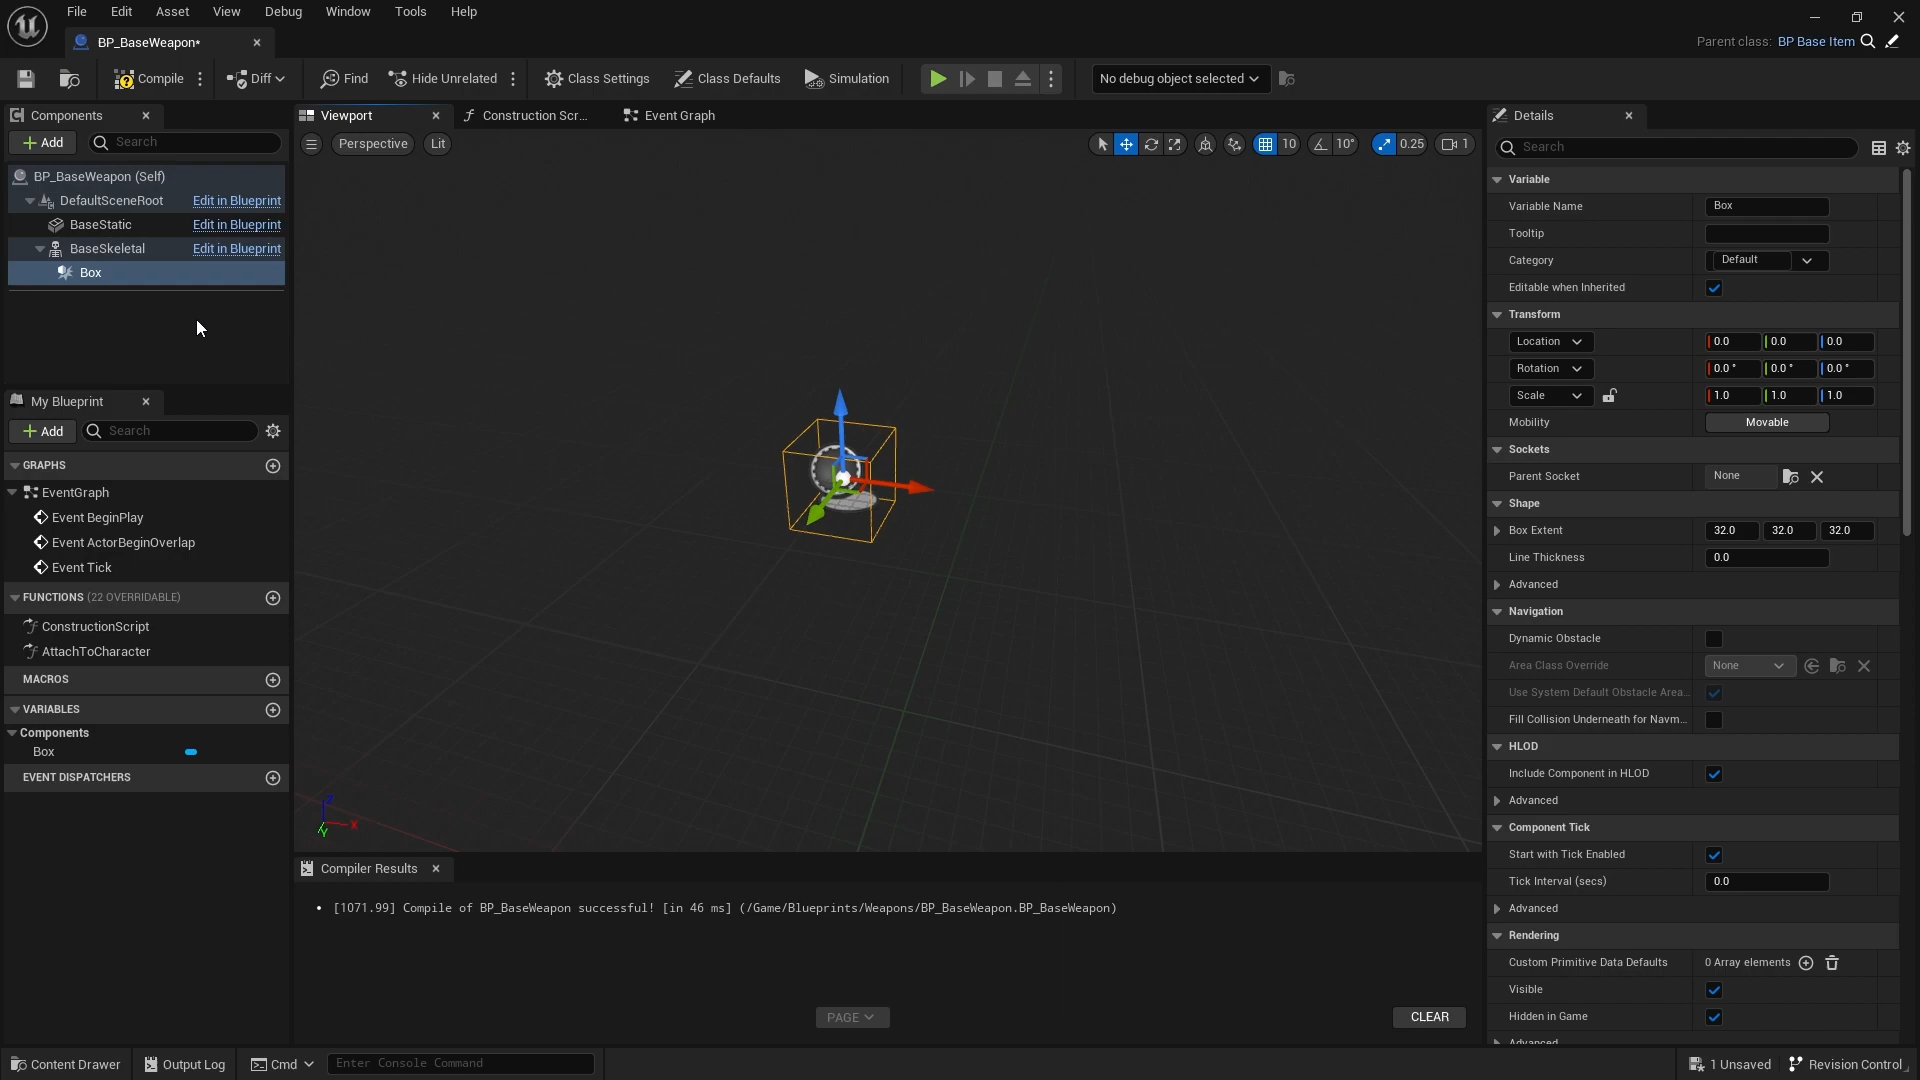 File Edit Asset View Debug Window Tools Help
BP_BaseWeapon*
Parent class: BP Base Item
Compile Diff Find Hide Unrelated Class Settings Class Defaults Simulation No debug object selected
Components
Add Search
BP_BaseWeapon (Self)
DefaultSceneRoot Edit in Blueprint
BaseStatic Edit in Blueprint
BaseSkeletal Edit in Blueprint
Box
My Blueprint
Add Search
GRAPHS
EventGraph
Event BeginPlay
Event ActorBeginOverlap
Event Tick
FUNCTIONS (22 OVERRIDABLE)
ConstructionScript
AttachToCharacter
MACROS
VARIABLES
Components
Box
EVENT DISPATCHERS
Viewport Construction Scr... Event Graph
Perspective Lit 10 10° 0.25 1
Z
X
Y
Compiler Results
• [1071.99] Compile of BP_BaseWeapon successful! [in 46 ms] (/Game/Blueprints/Weapons/BP_BaseWeapon.BP_BaseWeapon)
PAGE CLEAR
Details
Search
Variable
Variable Name Box
Tooltip
Category Default
Editable when Inherited
Transform
Location 0.0 0.0 0.0
Rotation 0.0 ° 0.0 ° 0.0 °
Scale 1.0 1.0 1.0
Mobility Movable
Sockets
Parent Socket None
Shape
Box Extent 32.0 32.0 32.0
Line Thickness 0.0
Advanced
Navigation
Dynamic Obstacle
Area Class Override None
Use System Default Obstacle Area...
Fill Collision Underneath for Navm...
HLOD
Include Component in HLOD
Advanced
Component Tick
Start with Tick Enabled
Tick Interval (secs) 0.0
Advanced
Rendering
Custom Primitive Data Defaults 0 Array elements
Visible
Hidden in Game
Advanced
Content Drawer Output Log Cmd Enter Console Command 1 Unsaved Revision Control